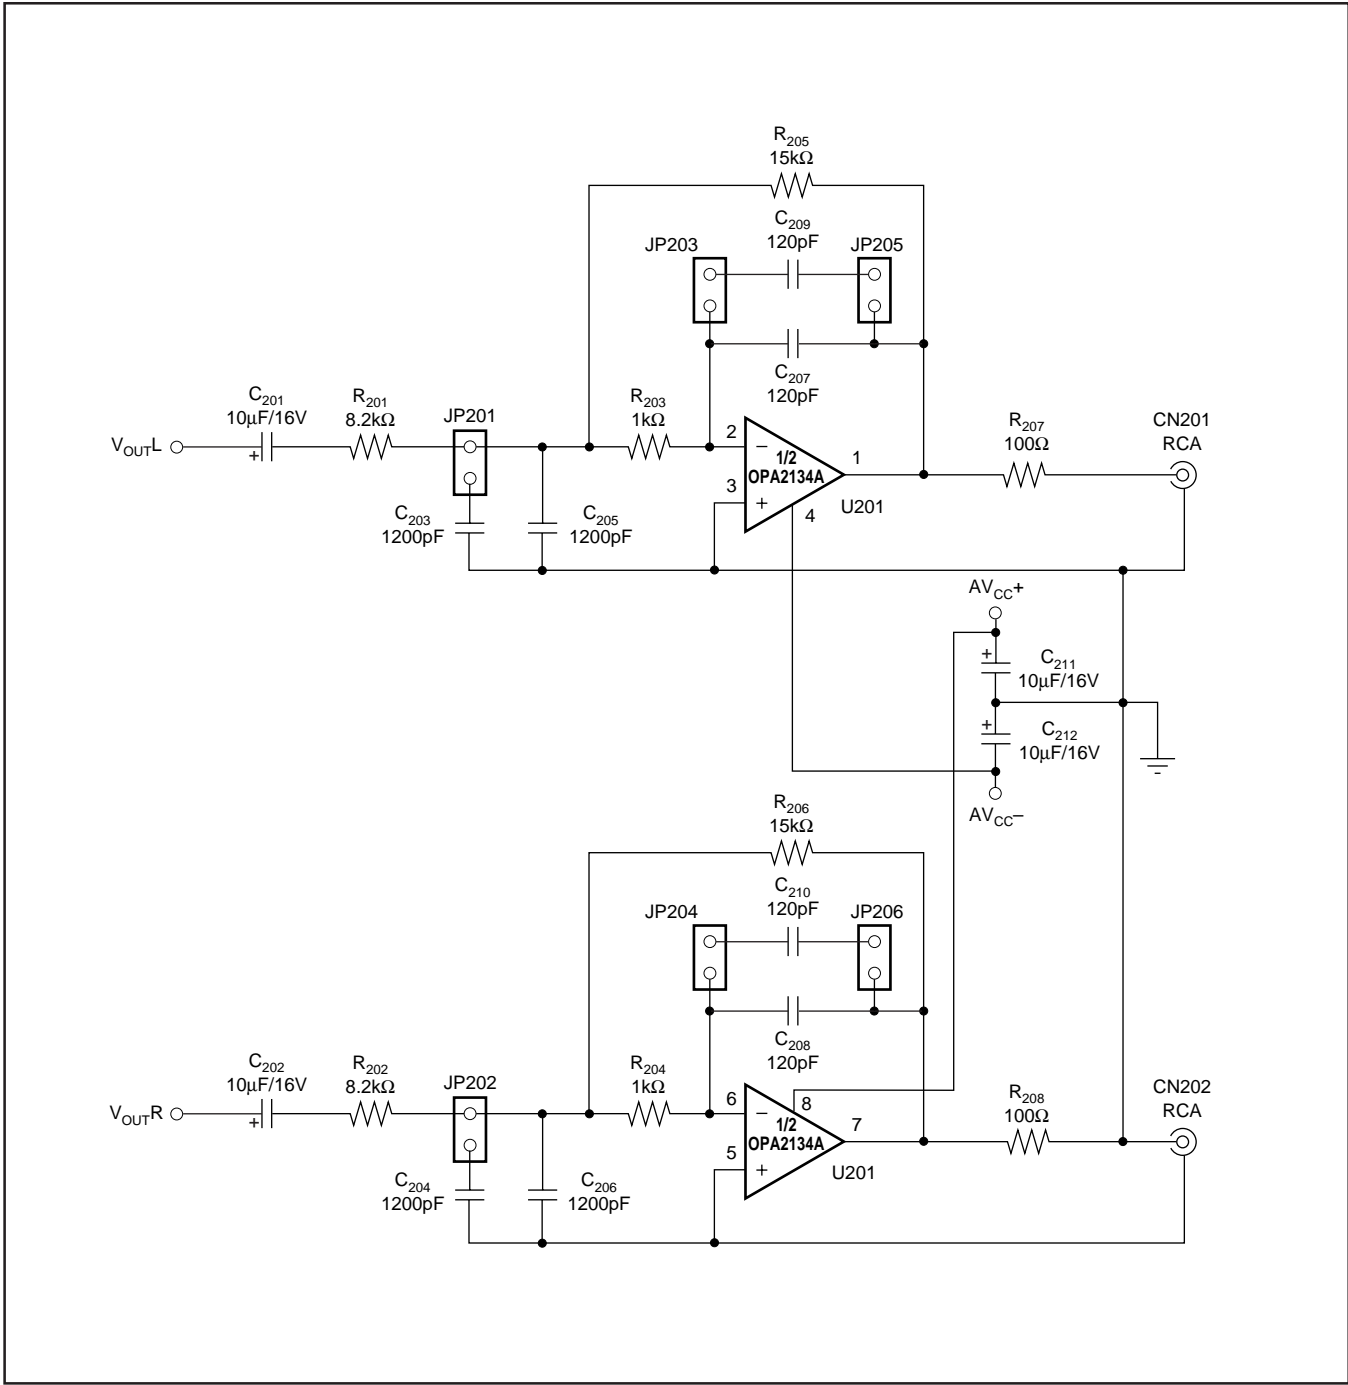 R205
15kΩ
C209
120pF
JP203
JP205
C207
120pF
C201
10µF/16V
+
R201
8.2kΩ
JP201
R203
1kΩ
VOUTL
2
–
1/2
OPA2134A
3
+
1
4
U201
R207
100Ω
CN201
RCA
C203
1200pF
C205
1200pF
AVCC+
+
C211
10µF/16V
+
C212
10µF/16V
AVCC–
R206
15kΩ
C210
120pF
JP204
JP206
C208
120pF
C202
10µF/16V
+
R202
8.2kΩ
JP202
R204
1kΩ
VOUTR
6
–
8
1/2
OPA2134A
5
+
7
U201
R208
100Ω
CN202
RCA
C204
1200pF
C206
1200pF